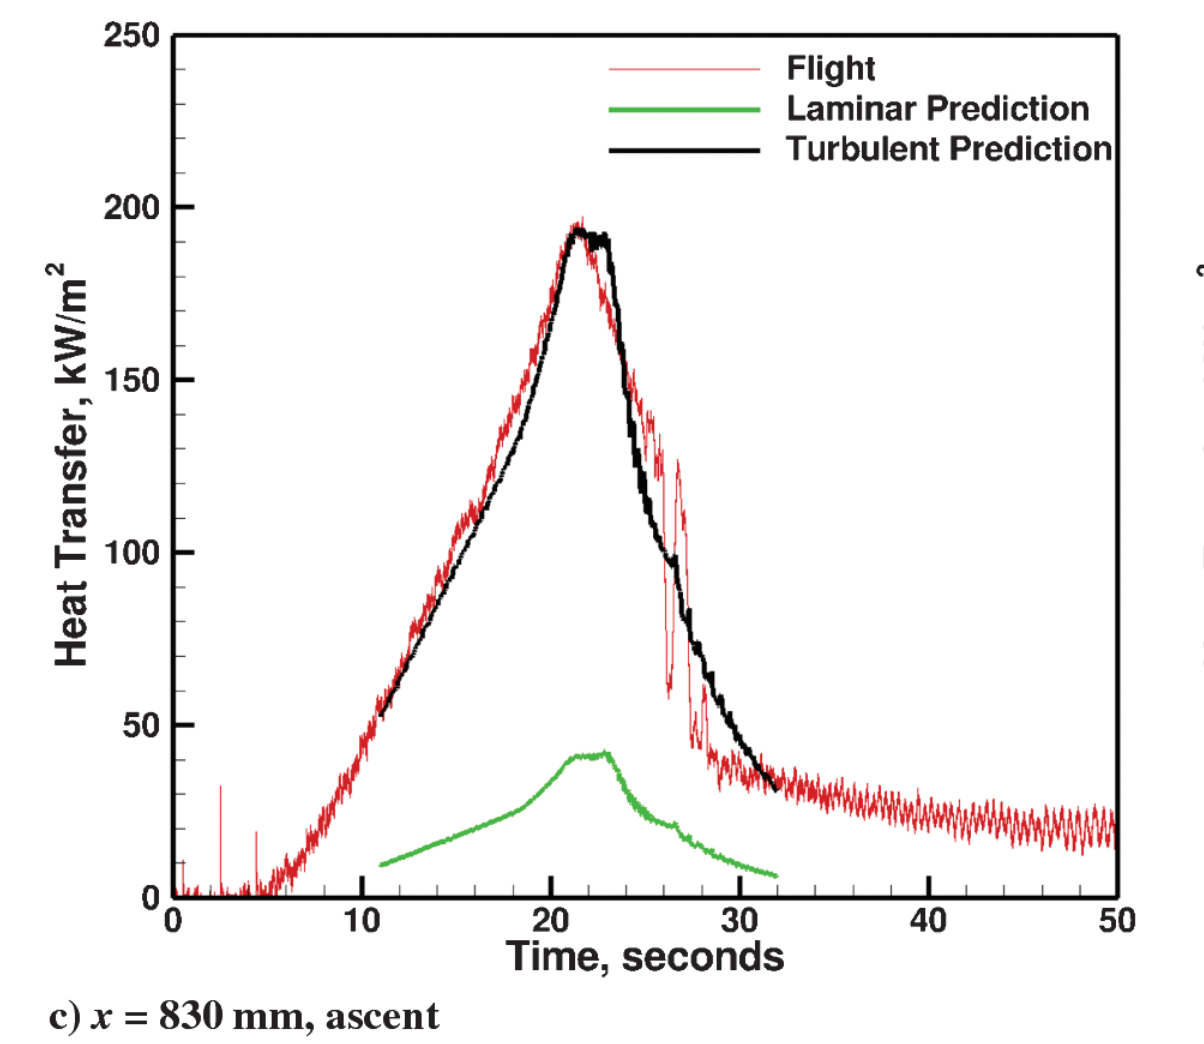 250
200
150
100
50
0
Heat Transfer, kW/m²
Flight
Laminar Prediction
Turbulent Prediction
0 10 20 30 40 50
Time, seconds
c) x = 830 mm, ascent